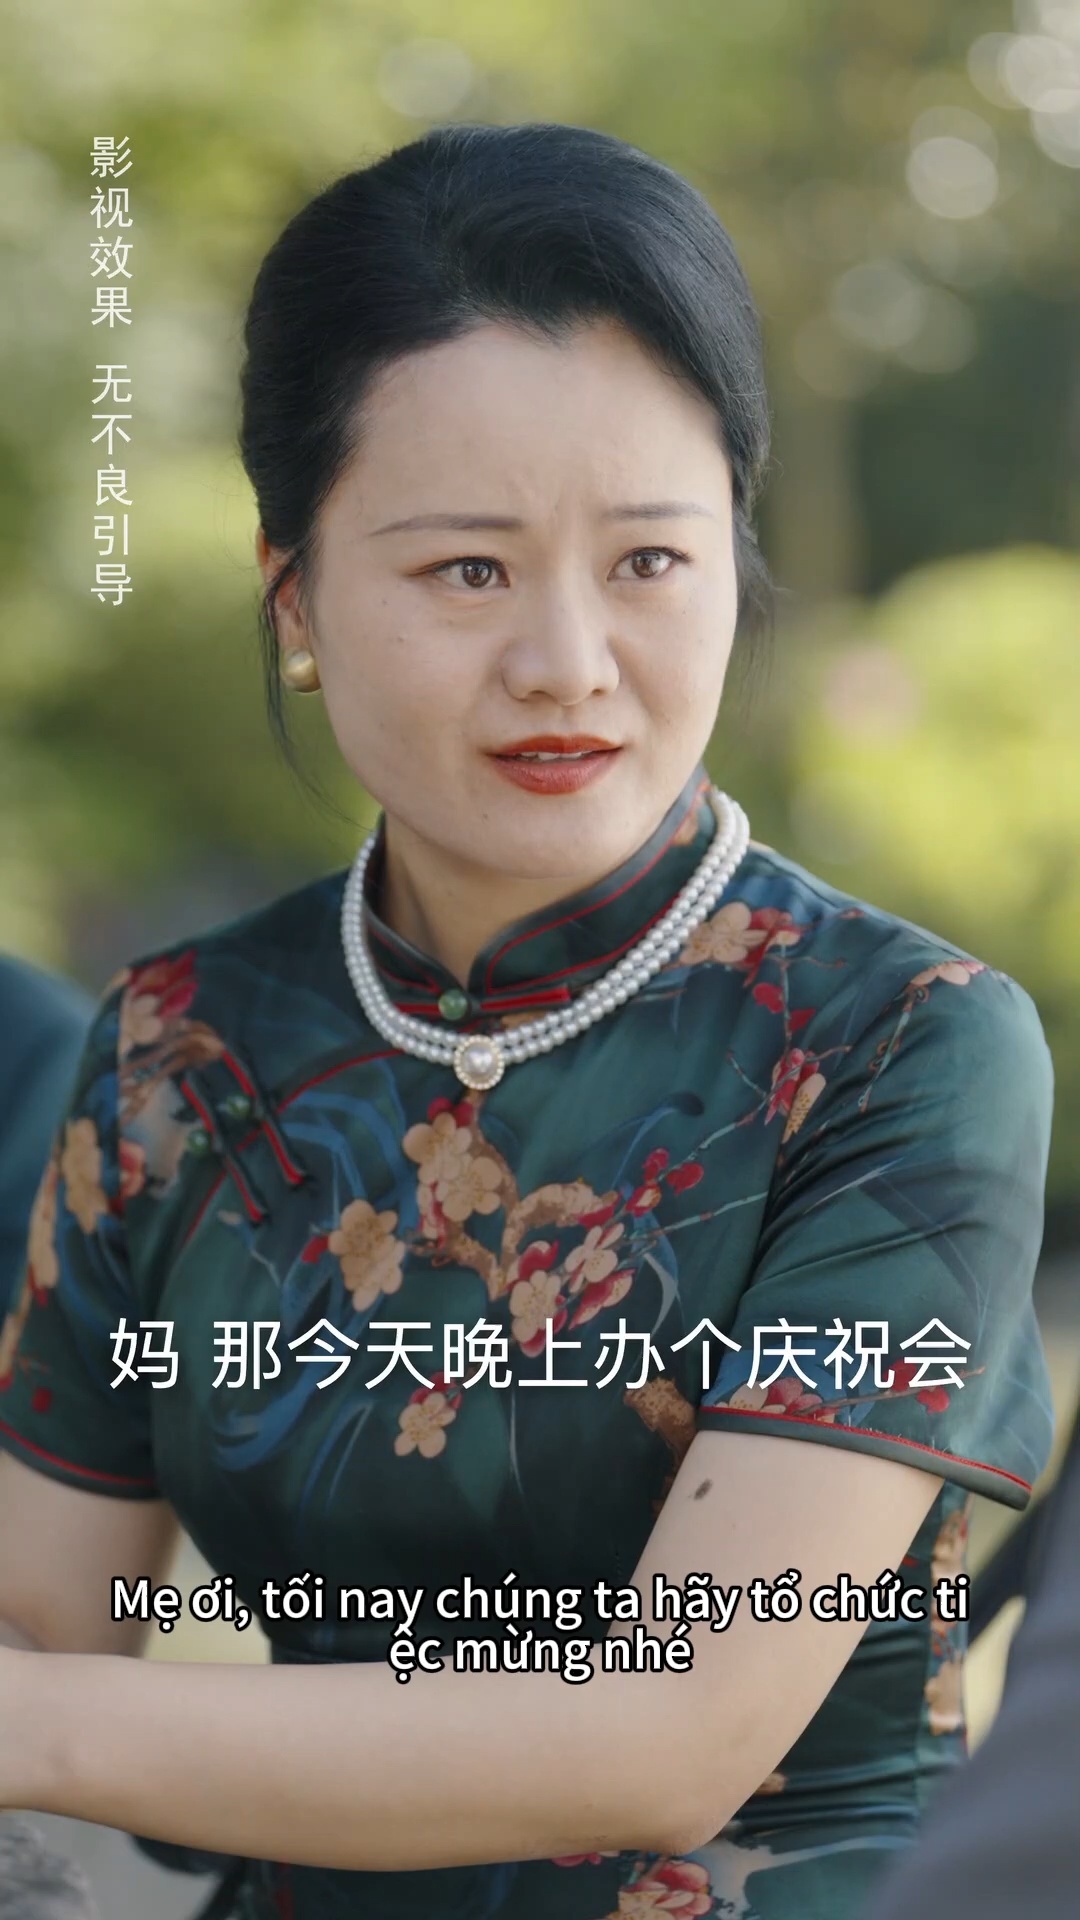 影视效果 无不良引导
妈 那今天晚上办个庆祝会
Mẹ ơi, tối nay chúng ta hãy tổ chức ti
ệc mừng nhé